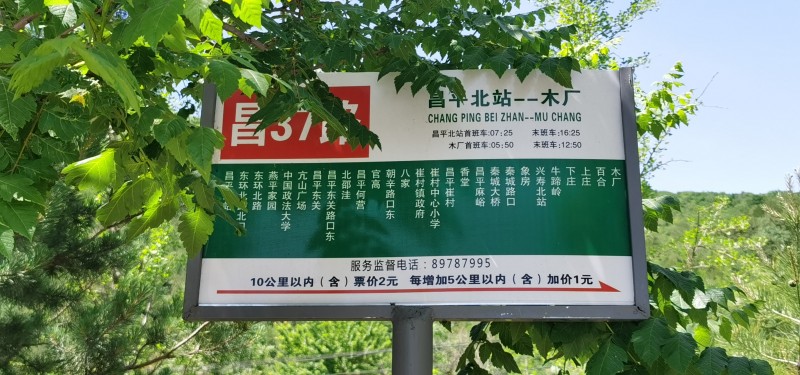 昌37路
昌平北站--木厂
CHANG PING BEI ZHAN--MU CHANG
昌平北站首班车:07:25 末班车:16:25
木厂首班车:05:50 末班车:12:50
昌平
东环北路北口
东环北路
燕平家园
中国政法大学
亢山广场
昌平东关
昌平东关路口东
北邵洼
昌平何营
官高
朝辛路口东
八家
崔村镇政府
崔村中心小学
昌平崔村
香堂
昌平麻峪
秦城大桥
秦城路口
象房
兴寿北站
牛蹄岭
下庄
上庄
百合
木厂
服务监督电话：89787995
10公里以内（含）票价2元 每增加5公里以内（含）加价1元